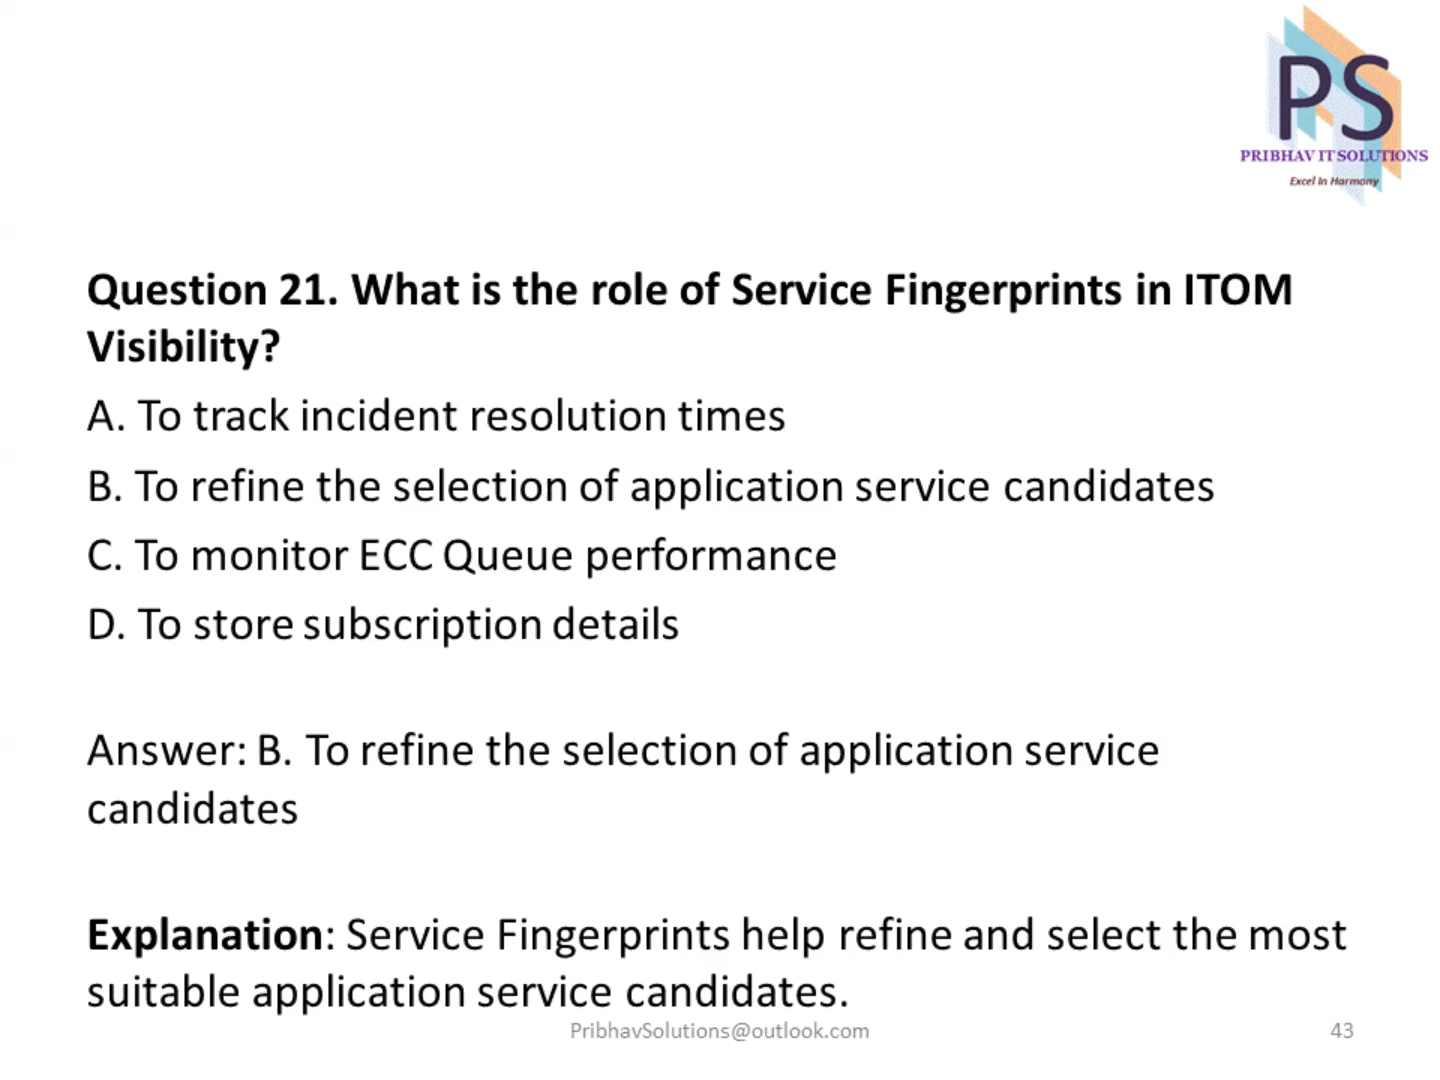 PS
PRIBHAV IT SOLUTIONS
Excel In Harmony
Question 21. What is the role of Service Fingerprints in ITOM
Visibility?
A. To track incident resolution times
B. To refine the selection of application service candidates
C. To monitor ECC Queue performance
D. To store subscription details
Answer: B. To refine the selection of application service
candidates
Explanation: Service Fingerprints help refine and select the most
suitable application service candidates.
PribhavSolutions@outlook.com
43